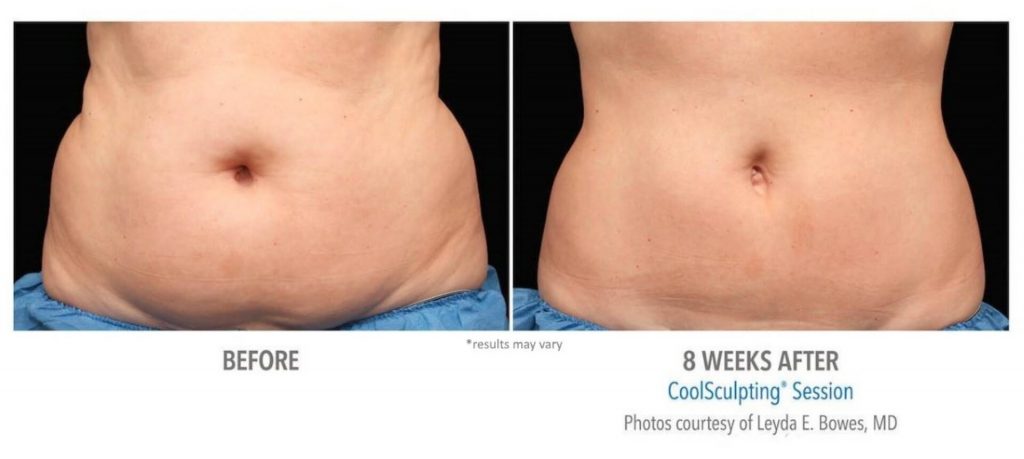 *results may vary
BEFORE
8 WEEKS AFTER
CoolSculpting® Session
Photos courtesy of Leyda E. Bowes, MD